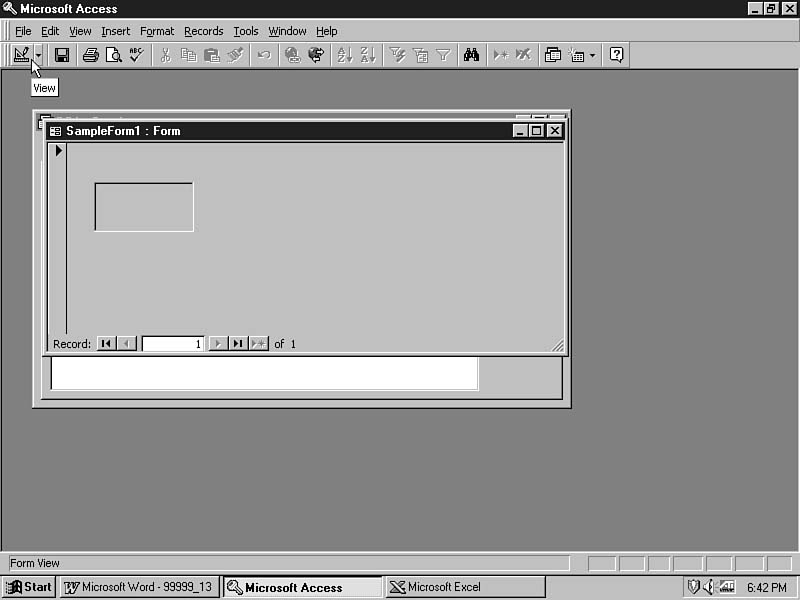 Microsoft Access
File Edit View Insert Format Records Tools Window Help
ABC
A Z Z A
View
SampleForm1 : Form
Record: 1 of 1
Form View
Start Microsoft Word - 99999_13 Microsoft Access Microsoft Excel 6:42 PM